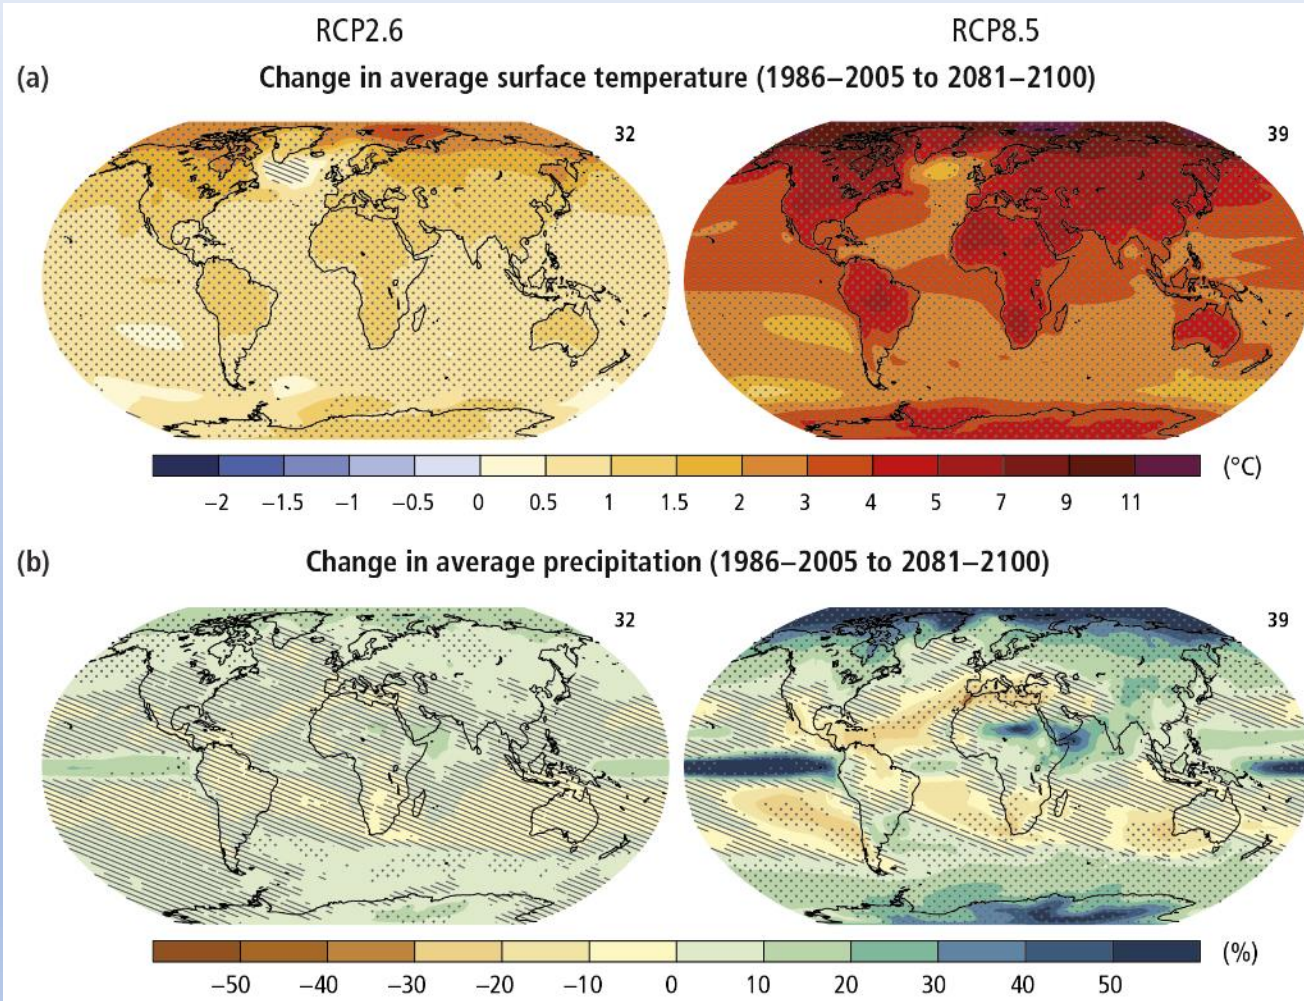 RCP2.6 RCP8.5
(a) Change in average surface temperature (1986–2005 to 2081–2100)
32 39
(°C)
−2 −1.5 −1 −0.5 0 0.5 1 1.5 2 3 4 5 7 9 11
(b) Change in average precipitation (1986–2005 to 2081–2100)
32 39
(%)
−50 −40 −30 −20 −10 0 10 20 30 40 50